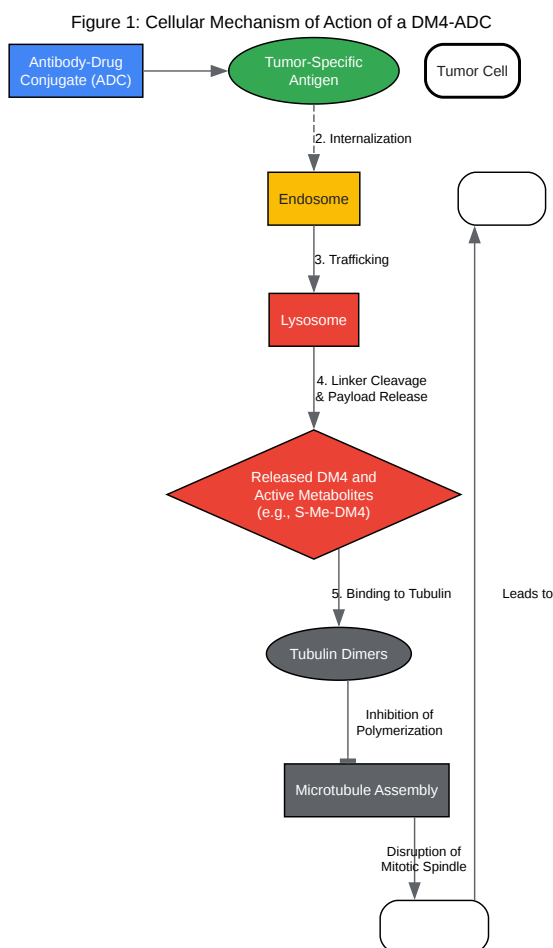 Figure 1: Cellular Mechanism of Action of a DM4-ADC
Antibody-Drug
Conjugate (ADC)
Tumor-Specific
Antigen
Tumor Cell
2. Internalization
Endosome
3. Trafficking
Lysosome
4. Linker Cleavage
& Payload Release
Released DM4 and
Active Metabolites
(e.g., S-Me-DM4)
5. Binding to Tubulin
Leads to
Tubulin Dimers
Inhibition of
Polymerization
Microtubule Assembly
Disruption of
Mitotic Spindle